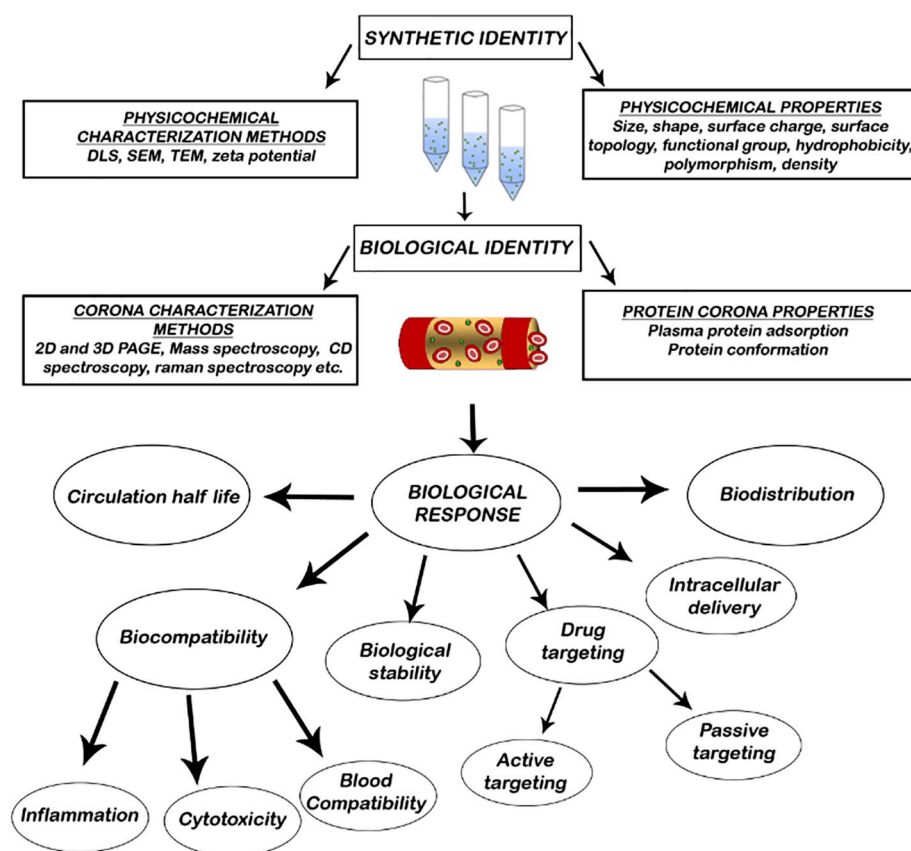 SYNTHETIC IDENTITY
PHYSICOCHEMICAL
CHARACTERIZATION METHODS
DLS, SEM, TEM, zeta potential
PHYSICOCHEMICAL PROPERTIES
Size, shape, surface charge, surface
topology, functional group, hydrophobicity,
polymorphism, density
BIOLOGICAL IDENTITY
CORONA CHARACTERIZATION
METHODS
2D and 3D PAGE, Mass spectroscopy, CD
spectroscopy, raman spectroscopy etc.
PROTEIN CORONA PROPERTIES
Plasma protein adsorption
Protein conformation
Circulation half life
BIOLOGICAL
RESPONSE
Biodistribution
Intracellular
delivery
Biocompatibility
Biological
stability
Drug
targeting
Active
targeting
Passive
targeting
Inflammation
Cytotoxicity
Blood
Compatibility